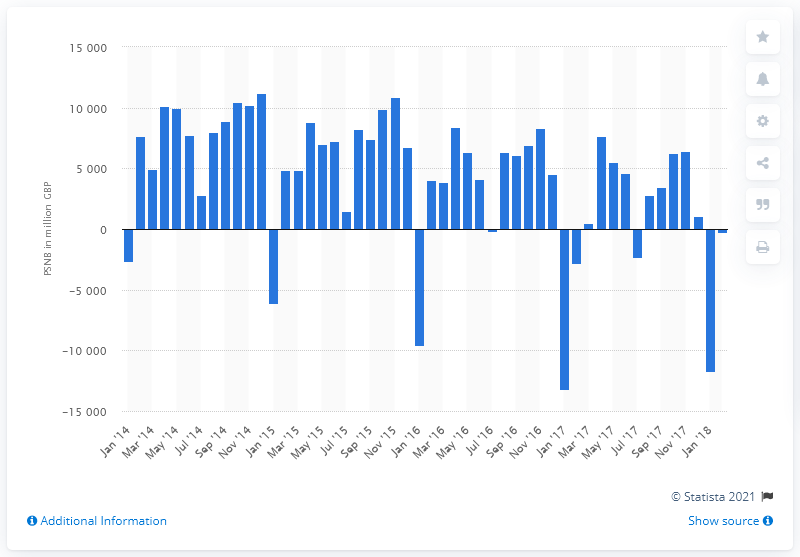 15 000
10 000
5 000
0
−5 000
−10 000
−15 000
PSNB in million GBP
Jan '14
Mar '14
May '14
Jul '14
Sep '14
Nov '14
Jan '15
Mar '15
May '15
Jul '15
Sep '15
Nov '15
Jan '16
Mar '16
May '16
Jul '16
Sep '16
Nov '16
Jan '17
Mar '17
May '17
Jul '17
Sep '17
Nov '17
Jan '18
© Statista 2021
Additional Information
Show source